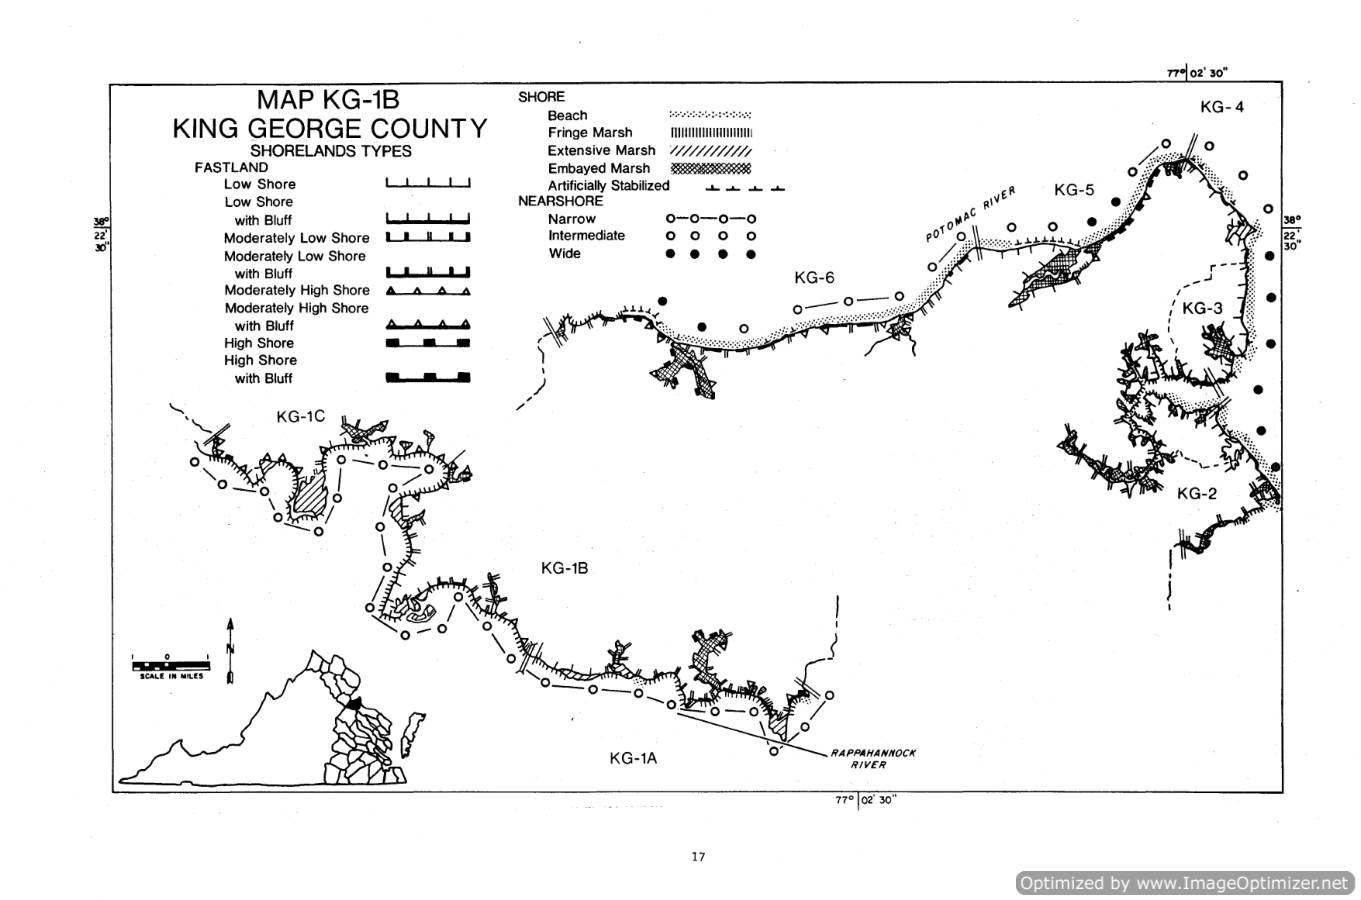 77° 02' 30"
MAP KG-1B
KING GEORGE COUNTY
SHORELANDS TYPES
FASTLAND
Low Shore
Low Shore
with Bluff
Moderately Low Shore
Moderately Low Shore
with Bluff
Moderately High Shore
Moderately High Shore
with Bluff
High Shore
High Shore
with Bluff
SHORE
Beach
Fringe Marsh
Extensive Marsh
Embayed Marsh
Artificially Stabilized
NEARSHORE
Narrow
Intermediate
Wide
38°
22'
30"
38°
22'
30"
KG-4
KG-5
POTOMAC RIVER
KG-6
KG-3
KG-2
KG-1C
KG-1B
KG-1A
RAPPAHANNOCK
RIVER
N
1 0 1
SCALE IN MILES
77° 02' 30"
17
Optimized by www.ImageOptimizer.net